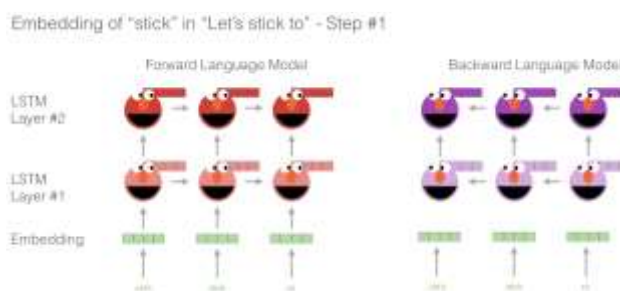 Embedding of "stick" in "Let's stick to" - Step #1
Forward Language Model
Backward Language Model
LSTM
Layer #2
LSTM
Layer #1
Embedding